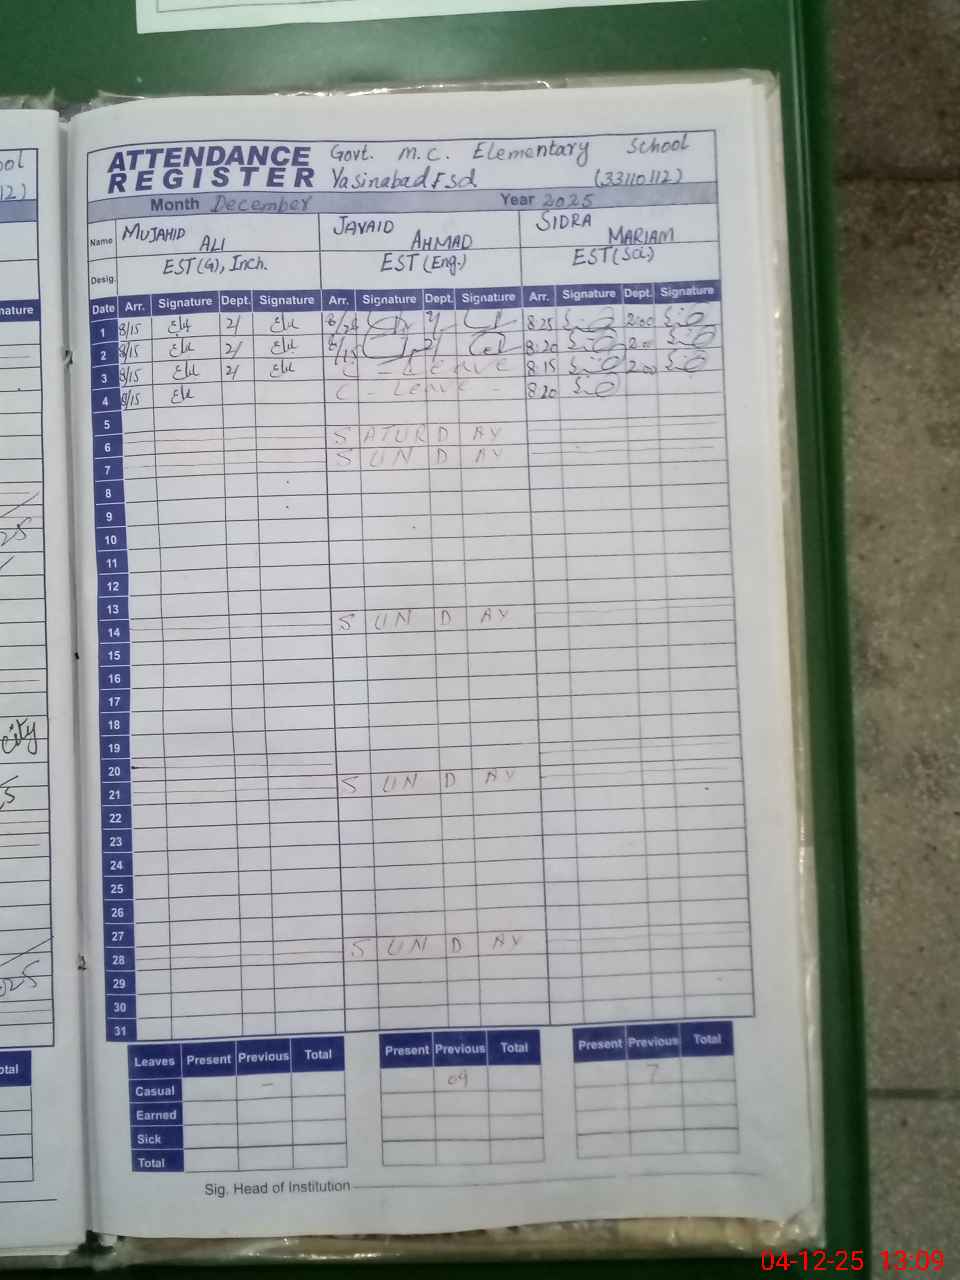 ATTENDANCE REGISTER Govt. M.C. Elementary School
Yasinabad Fsd. (33110112)
Month December Year 2025
Name MUJAHID ALI JAVAID AHMAD SIDRA MARIAM
Desig. EST(G), Inch. EST(Eng.) EST(Sci.)
Date Arr. Signature Dept. Signature Arr. Signature Dept. Signature Arr. Signature Dept. Signature
1 8/15 2/ 8 25 2:00
2 8/15 2/ 8/15 2/ 8:20 2:00
3 8/15 2/ C - Leave 8:15 2:00
4 8/15 C - Leave - 8 20
5
6 SATURDAY
7 SUNDAY
8
9
10
11
12
13
14 SUNDAY
15
16
17
18
19
20
21 SUNDAY
22
23
24
25
26
27
28 SUNDAY
29
30
31
Leaves Present Previous Total Present Previous Total Present Previous Total
Casual - 09 7
Earned
Sick
Total
Sig. Head of Institution
04-12-25 13:09